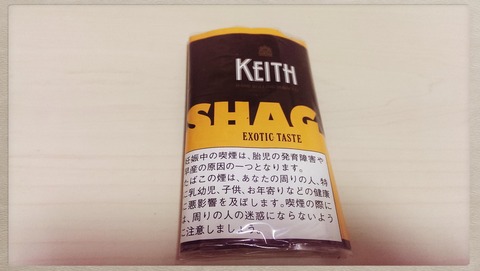 KEITH
SHAG
EXOTIC TASTE
妊娠中の喫煙は、胎児の発育障害や
早産の原因の一つとなります。
たばこの煙は、あなたの周りの人、特
に乳幼児、子供、お年寄りなどの健康
に悪影響を及ぼします。喫煙の際に
は、周りの人の迷惑にならないよう
に注意しましょう。